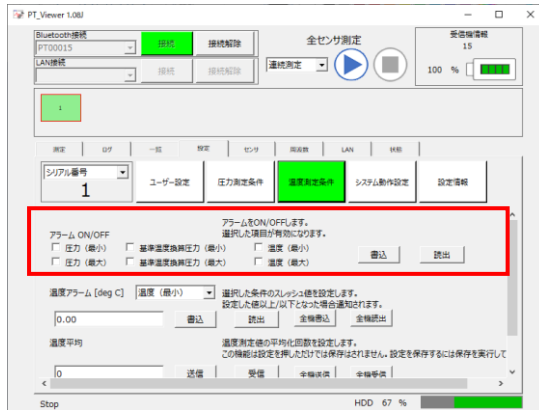 PT_Viewer 1.08J
Bluetooth接続
PT00015
接続
接続解除
LAN接続
接続
接続解除
全センサ測定
連続測定
受信機情報
15
100 %
1
測定
ログ
一括
設定
センサ
周波数
LAN
状態
シリアル番号
1
ユーザー設定
圧力測定条件
温度測定条件
システム動作設定
設定情報
アラームをON/OFFします。
アラーム ON/OFF
選択した項目が有効になります。
圧力（最小）
基準温度換算圧力（最小）
温度（最小）
圧力（最大）
基準温度換算圧力（最大）
温度（最大）
書込
読出
温度アラーム [deg C]
温度（最小）
選択した条件のスレッショ値を設定します。
設定した値以上/以下となった場合通知されます。
0.00
書込
読出
全機書込
全機読出
温度平均
温度測定値の平均化回数を設定します。
この機能は設定を押しただけでは保存はされません。設定を保存するには保存を実行して
0
送信
受信
全機送信
全機受信
Stop
HDD 67 %